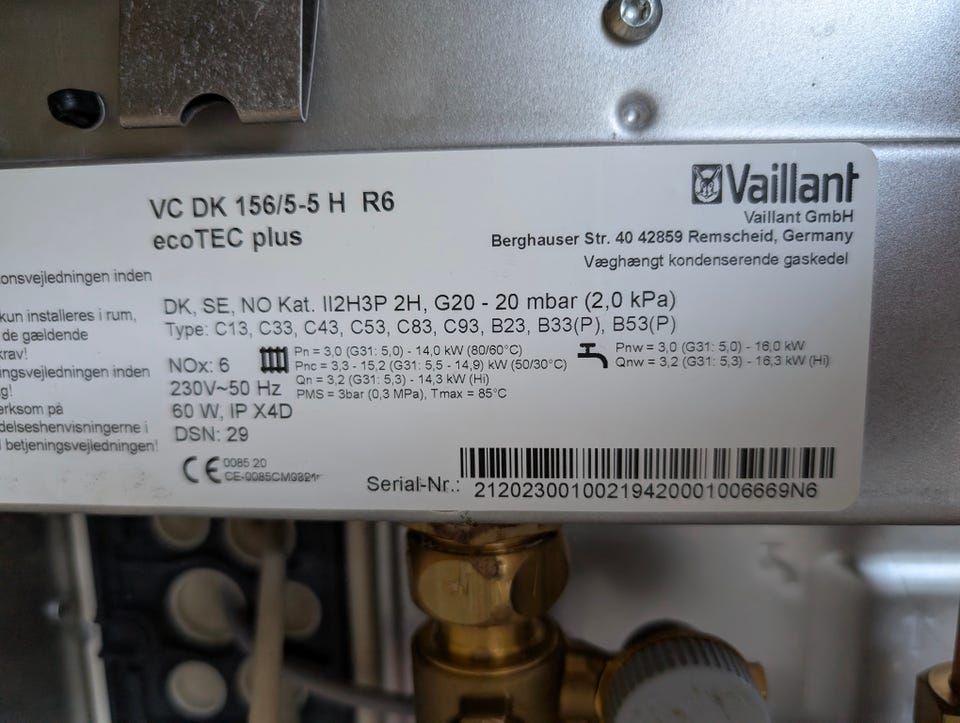 VC DK 156/5-5 H R6
ecoTEC plus
Vaillant
Vaillant GmbH
Berghauser Str. 40 42859 Remscheid, Germany
Væghængt kondenserende gaskedel
onsvejledningen inden
kun installeres i rum,
de gældende
krav!
ingsvejledningen inden
g!
erksom på
delseshenvisningerne i
betjeningsvejledningen!
DK, SE, NO Kat. II2H3P 2H, G20 - 20 mbar (2,0 kPa)
Type: C13, C33, C43, C53, C83, C93, B23, B33(P), B53(P)
NOx: 6
230V~50 Hz
60 W, IP X4D
DSN: 29
Pn = 3,0 (G31: 5,0) - 14,0 kW (80/60°C)
Pnc = 3,3 - 15,2 (G31: 5,5 - 14,9) kW (50/30°C)
Qn = 3,2 (G31: 5,3) - 14,3 kW (Hi)
PMS = 3bar (0,3 MPa), Tmax = 85°C
Pnw = 3,0 (G31: 5,0) - 16,0 kW
Qnw = 3,2 (G31: 5,3) - 16,3 kW (Hi)
CE 0085 20
CE-0085CM0321
Serial-Nr.: 21202300100219420001006669N6